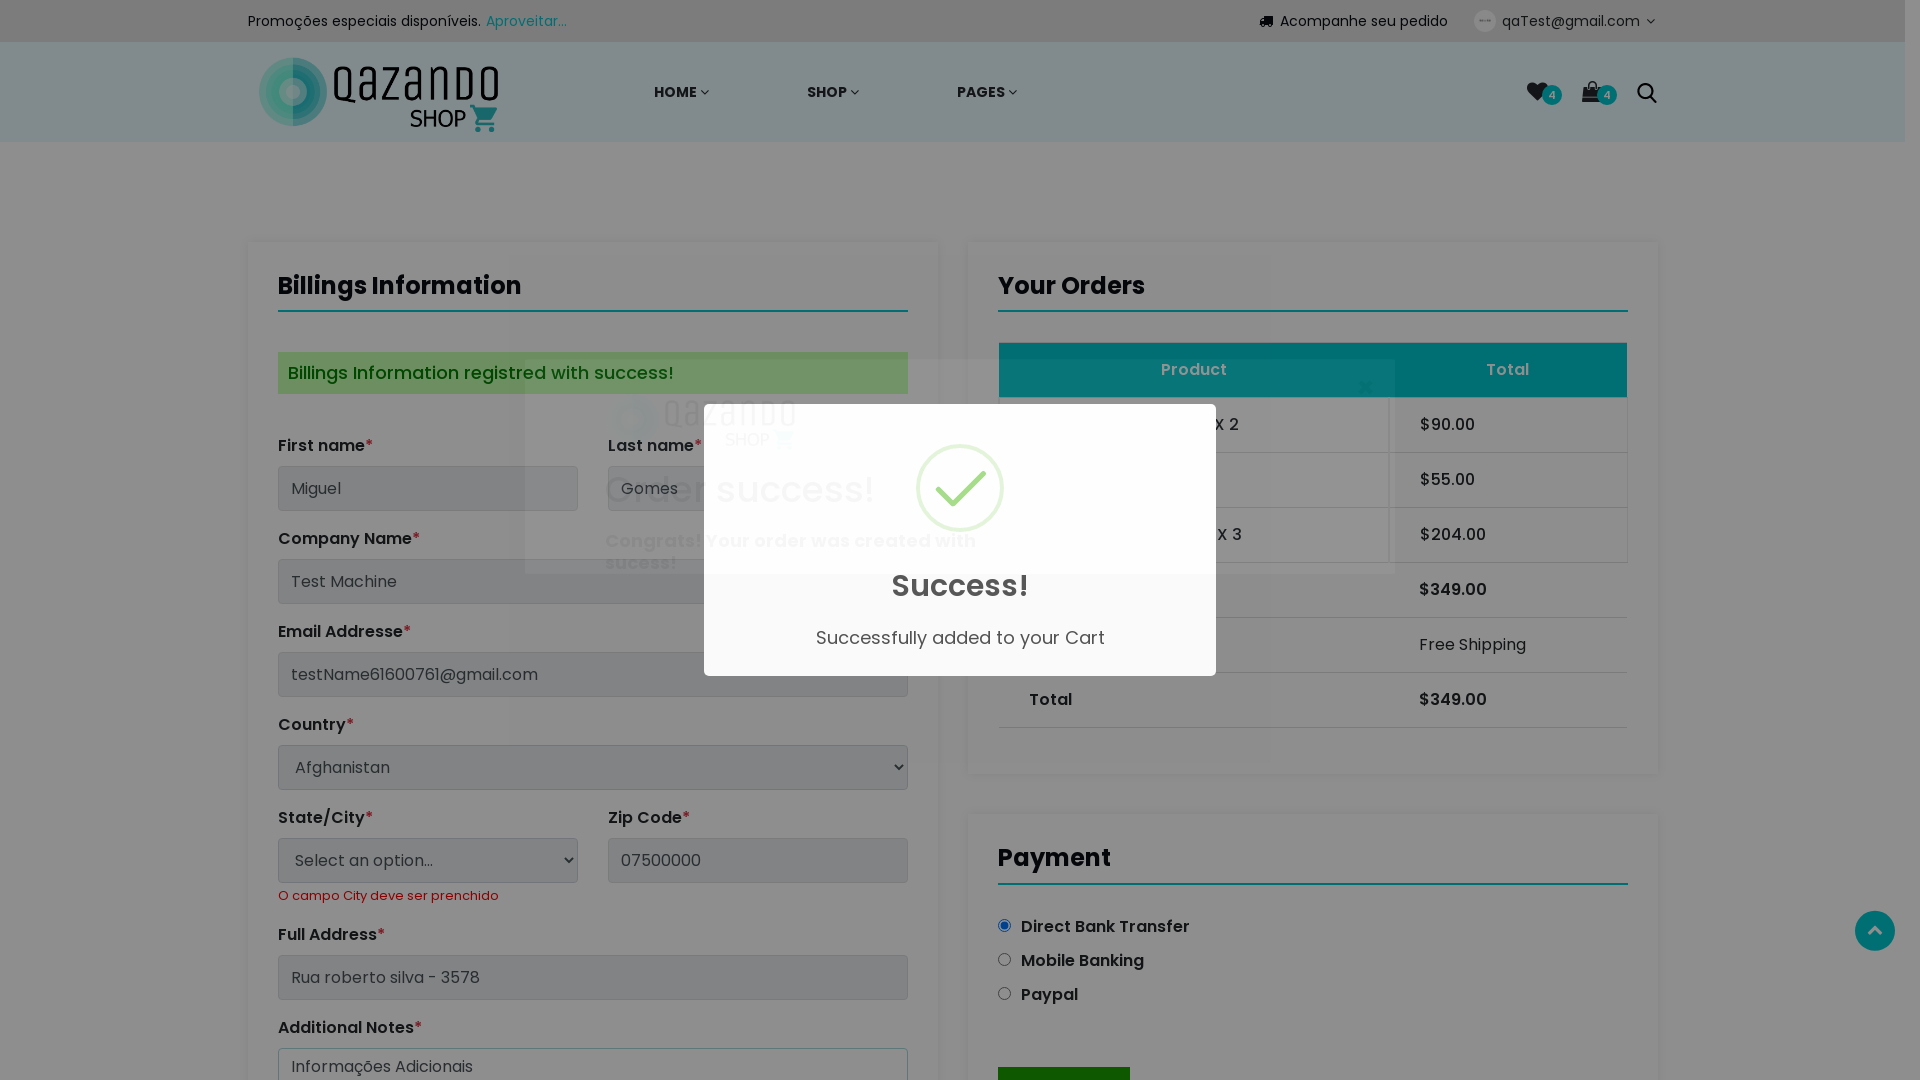 Promoções especiais disponíveis. Aproveitar...
Acompanhe seu pedido
qaTest@gmail.com
QAZANDO
SHOP
HOME
SHOP
PAGES
4
4
Billings Information
Billings Information registred with success!
First name*
Last name*
Miguel
Gomes
Company Name*
Test Machine
Email Addresse*
testName61600761@gmail.com
Country*
Afghanistan
State/City*
Zip Code*
Select an option...
07500000
O campo City deve ser prenchido
Full Address*
Rua roberto silva - 3578
Additional Notes*
Informações Adicionais
QAZANDO
SHOP
Order success!
Congrats! Your order was created with
sucess!
Success!
Successfully added to your Cart
Your Orders
Product Total
X 2 $90.00
$55.00
X 3 $204.00
$349.00
Free Shipping
Total $349.00
Payment
Direct Bank Transfer
Mobile Banking
Paypal